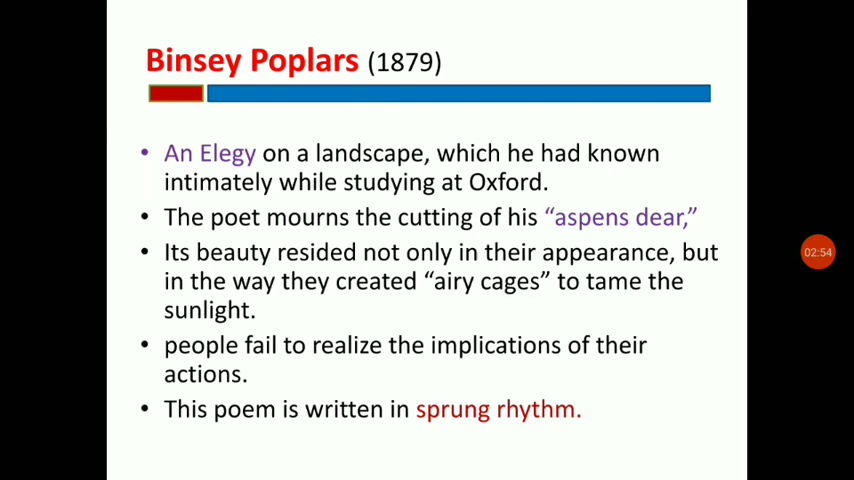 Binsey Poplars (1879)
• An Elegy on a landscape, which he had known
intimately while studying at Oxford.
• The poet mourns the cutting of his “aspens dear,”
• Its beauty resided not only in their appearance, but
in the way they created “airy cages” to tame the
sunlight.
• people fail to realize the implications of their
actions.
• This poem is written in sprung rhythm.
02:54